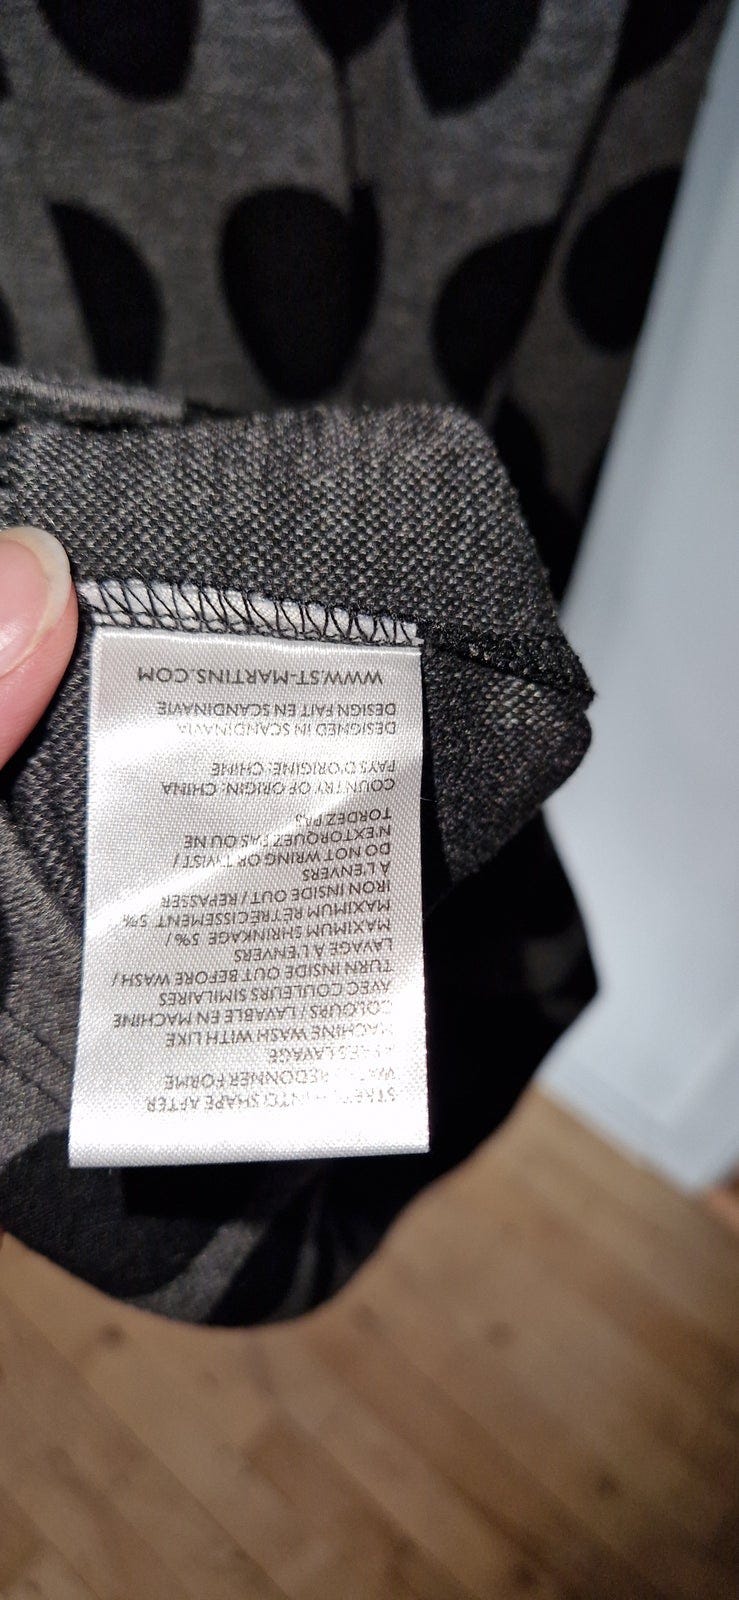 STRETCH INTO SHAPE AFTER
REDONNER FORME
LAVAGE
MACHINE WASH WITH LIKE
COLOURS / LAVABLE EN MACHINE
AVEC COULEURS SIMILAIRES
TURN INSIDE OUT BEFORE WASH /
LAVAGE À L'ENVERS
MAXIMUM SHRINKAGE 5% /
MAXIMUM RÉTRÉCISSEMENT 5%
IRON INSIDE OUT / REPASSER
À L'ENVERS
DO NOT WRING OR TWIST /
N'EXTORQUEZ PAS OU NE
TORDEZ PAS
COUNTRY OF ORIGIN: CHINA
PAYS D'ORIGINE: CHINE
DESIGNED IN SCANDINAVIA
DESIGN FAIT EN SCANDINAVIE
WWW.ST-MARTINS.COM